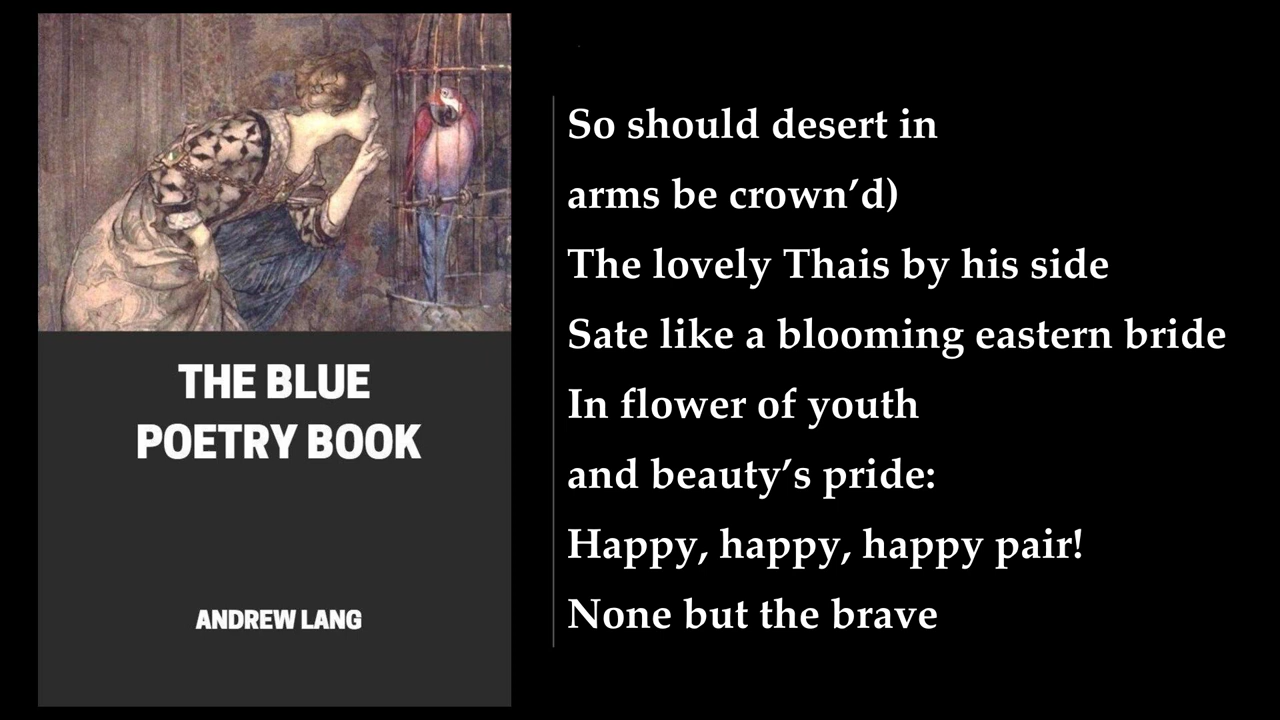 THE BLUE
POETRY BOOK
ANDREW LANG
So should desert in
arms be crown’d)
The lovely Thais by his side
Sate like a blooming eastern bride
In flower of youth
and beauty’s pride:
Happy, happy, happy pair!
None but the brave